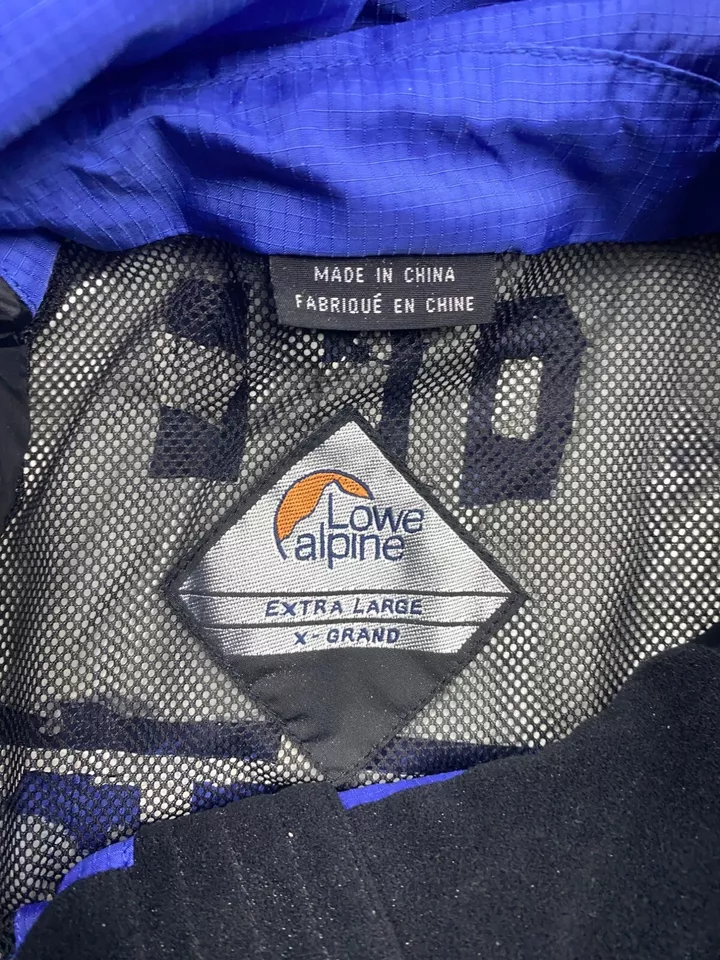 MADE IN CHINA
FABRIQUÉ EN CHINE
Lowe
alpine
EXTRA LARGE
X-GRAND